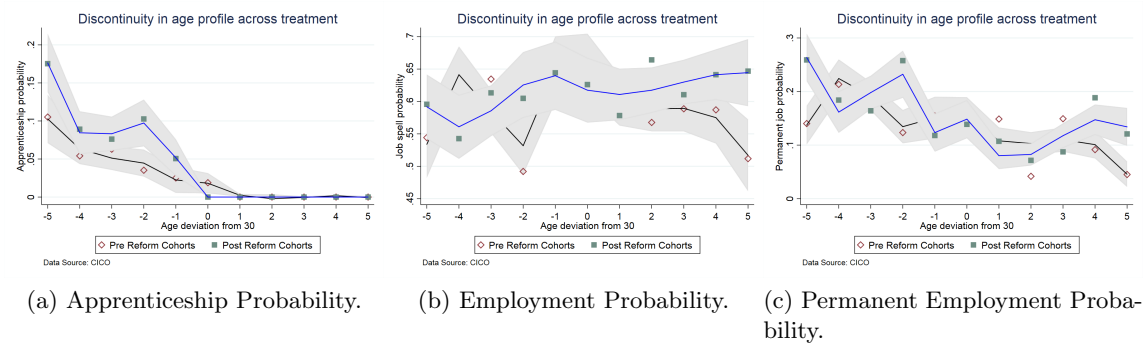 Discontinuity in age profile across treatment
Apprenticeship probability
.2
.15
.1
.05
0
-5 -4 -3 -2 -1 0 1 2 3 4 5
Age deviation from 30
Pre Reform Cohorts Post Reform Cohorts
Data Source: CICO
(a) Apprenticeship Probability.
Discontinuity in age profile across treatment
Job spell probability
.7
.65
.6
.55
.5
.45
-5 -4 -3 -2 -1 0 1 2 3 4 5
Age deviation from 30
Pre Reform Cohorts Post Reform Cohorts
Data Source: CICO
(b) Employment Probability.
Discontinuity in age profile across treatment
Permanent job probability
.3
.2
.1
0
-5 -4 -3 -2 -1 0 1 2 3 4 5
Age deviation from 30
Pre Reform Cohorts Post Reform Cohorts
Data Source: CICO
(c) Permanent Employment Proba-
bility.